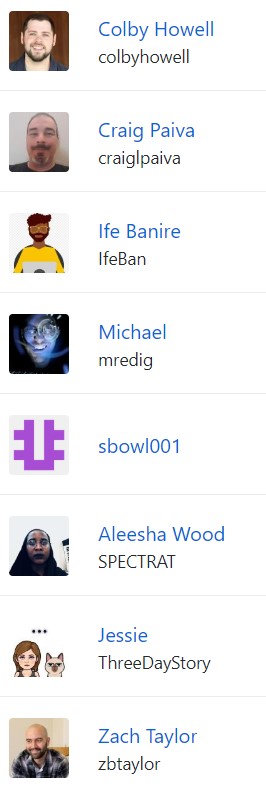 Colby Howell
colbyhowell
Craig Paiva
craiglpaiva
Ife Banire
IfeBan
Michael
mredig
sbowl001
Aleesha Wood
SPECTRAT
Jessie
ThreeDayStory
Zach Taylor
zbtaylor